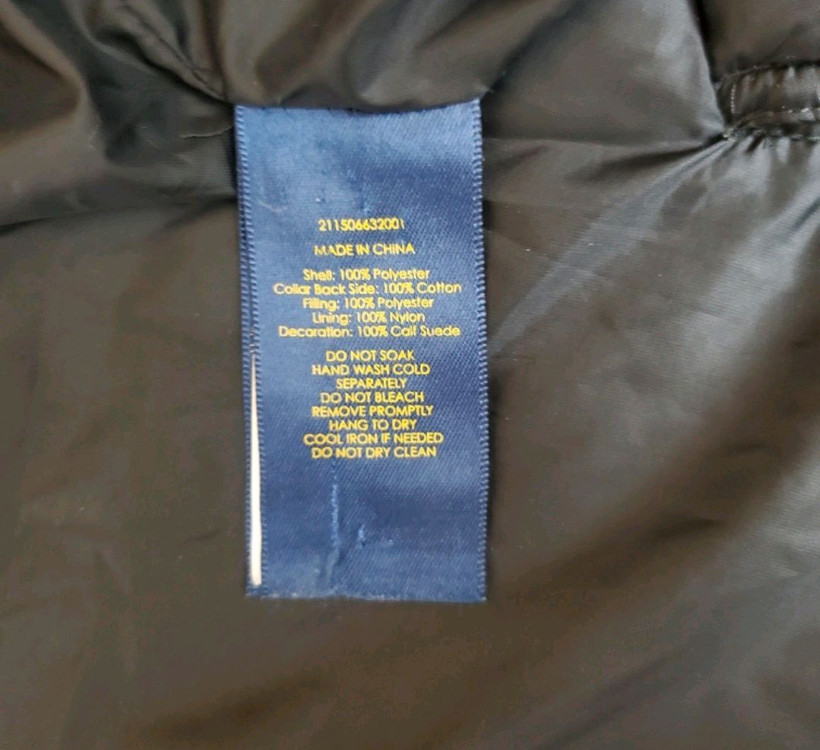 211506632001
MADE IN CHINA
Shell: 100% Polyester
Collar Back Side: 100% Cotton
Filling: 100% Polyester
Lining: 100% Nylon
Decoration: 100% Calf Suede
DO NOT SOAK
HAND WASH COLD
SEPARATELY
DO NOT BLEACH
REMOVE PROMPTLY
HANG TO DRY
COOL IRON IF NEEDED
DO NOT DRY CLEAN